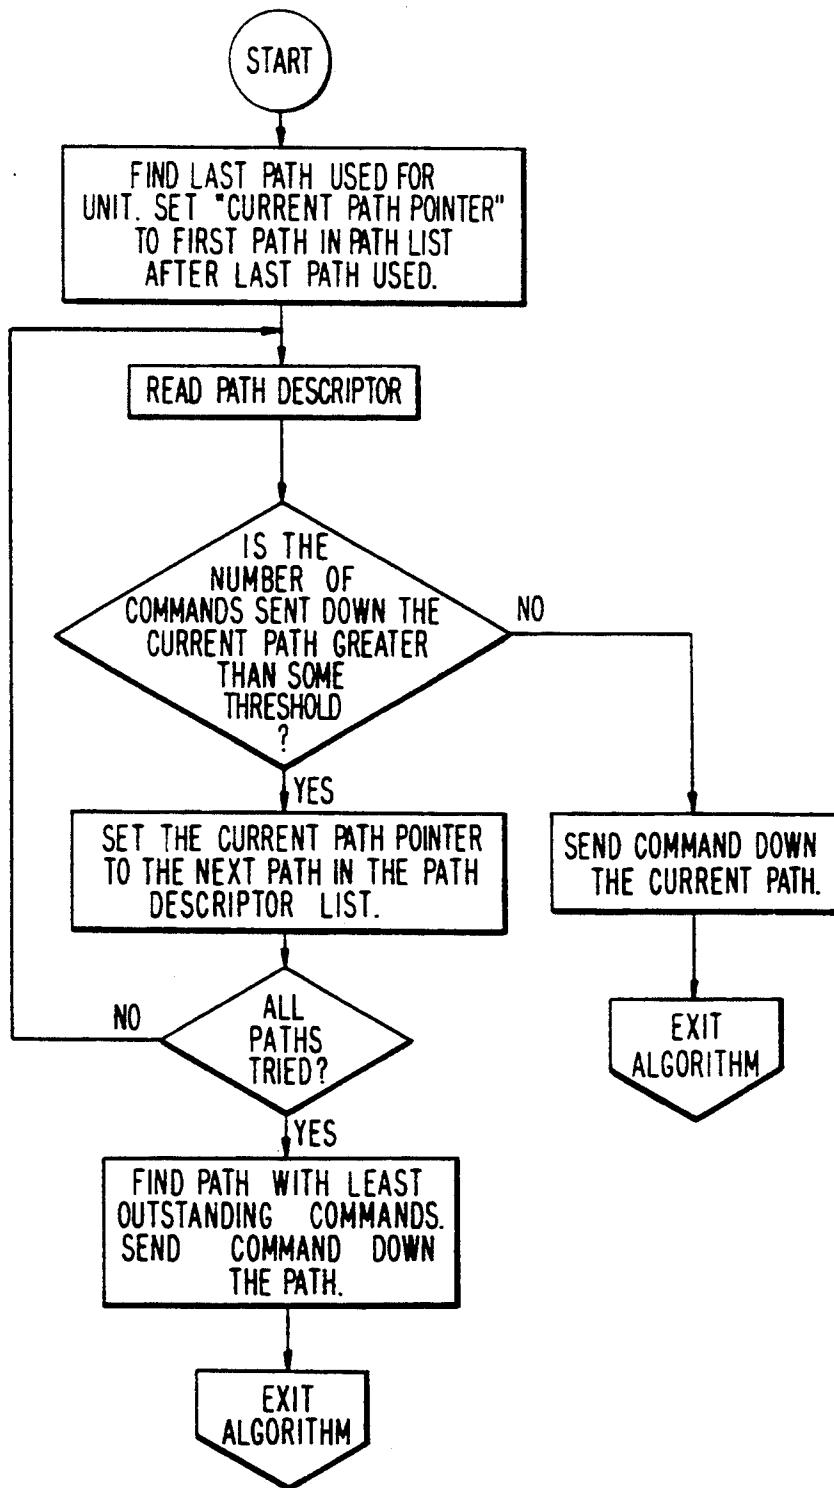 START
FIND LAST PATH USED FOR
UNIT. SET "CURRENT PATH POINTER"
TO FIRST PATH IN PATH LIST
AFTER LAST PATH USED.
READ PATH DESCRIPTOR
IS THE
NUMBER OF
COMMANDS SENT DOWN THE
CURRENT PATH GREATER
THAN SOME
THRESHOLD
?
NO
YES
SET THE CURRENT PATH POINTER
TO THE NEXT PATH IN THE PATH
DESCRIPTOR LIST.
SEND COMMAND DOWN
THE CURRENT PATH.
EXIT
ALGORITHM
ALL
PATHS
TRIED?
NO
YES
FIND PATH WITH LEAST
OUTSTANDING COMMANDS.
SEND COMMAND DOWN
THE PATH.
EXIT
ALGORITHM